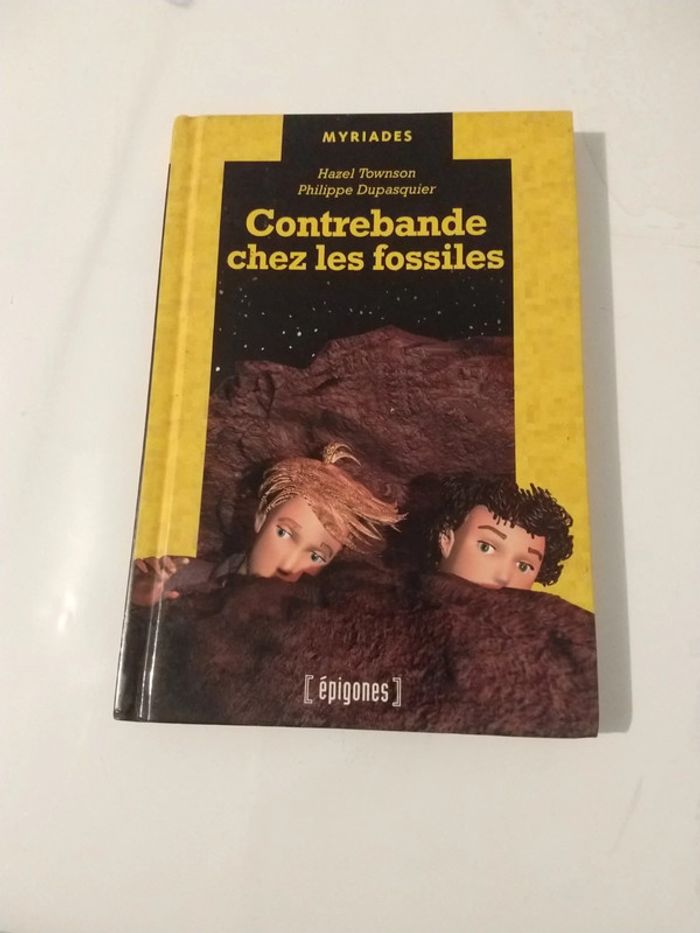 MYRIADES
Hazel Townson
Philippe Dupasquier
Contrebande
chez les fossiles
[épigones]